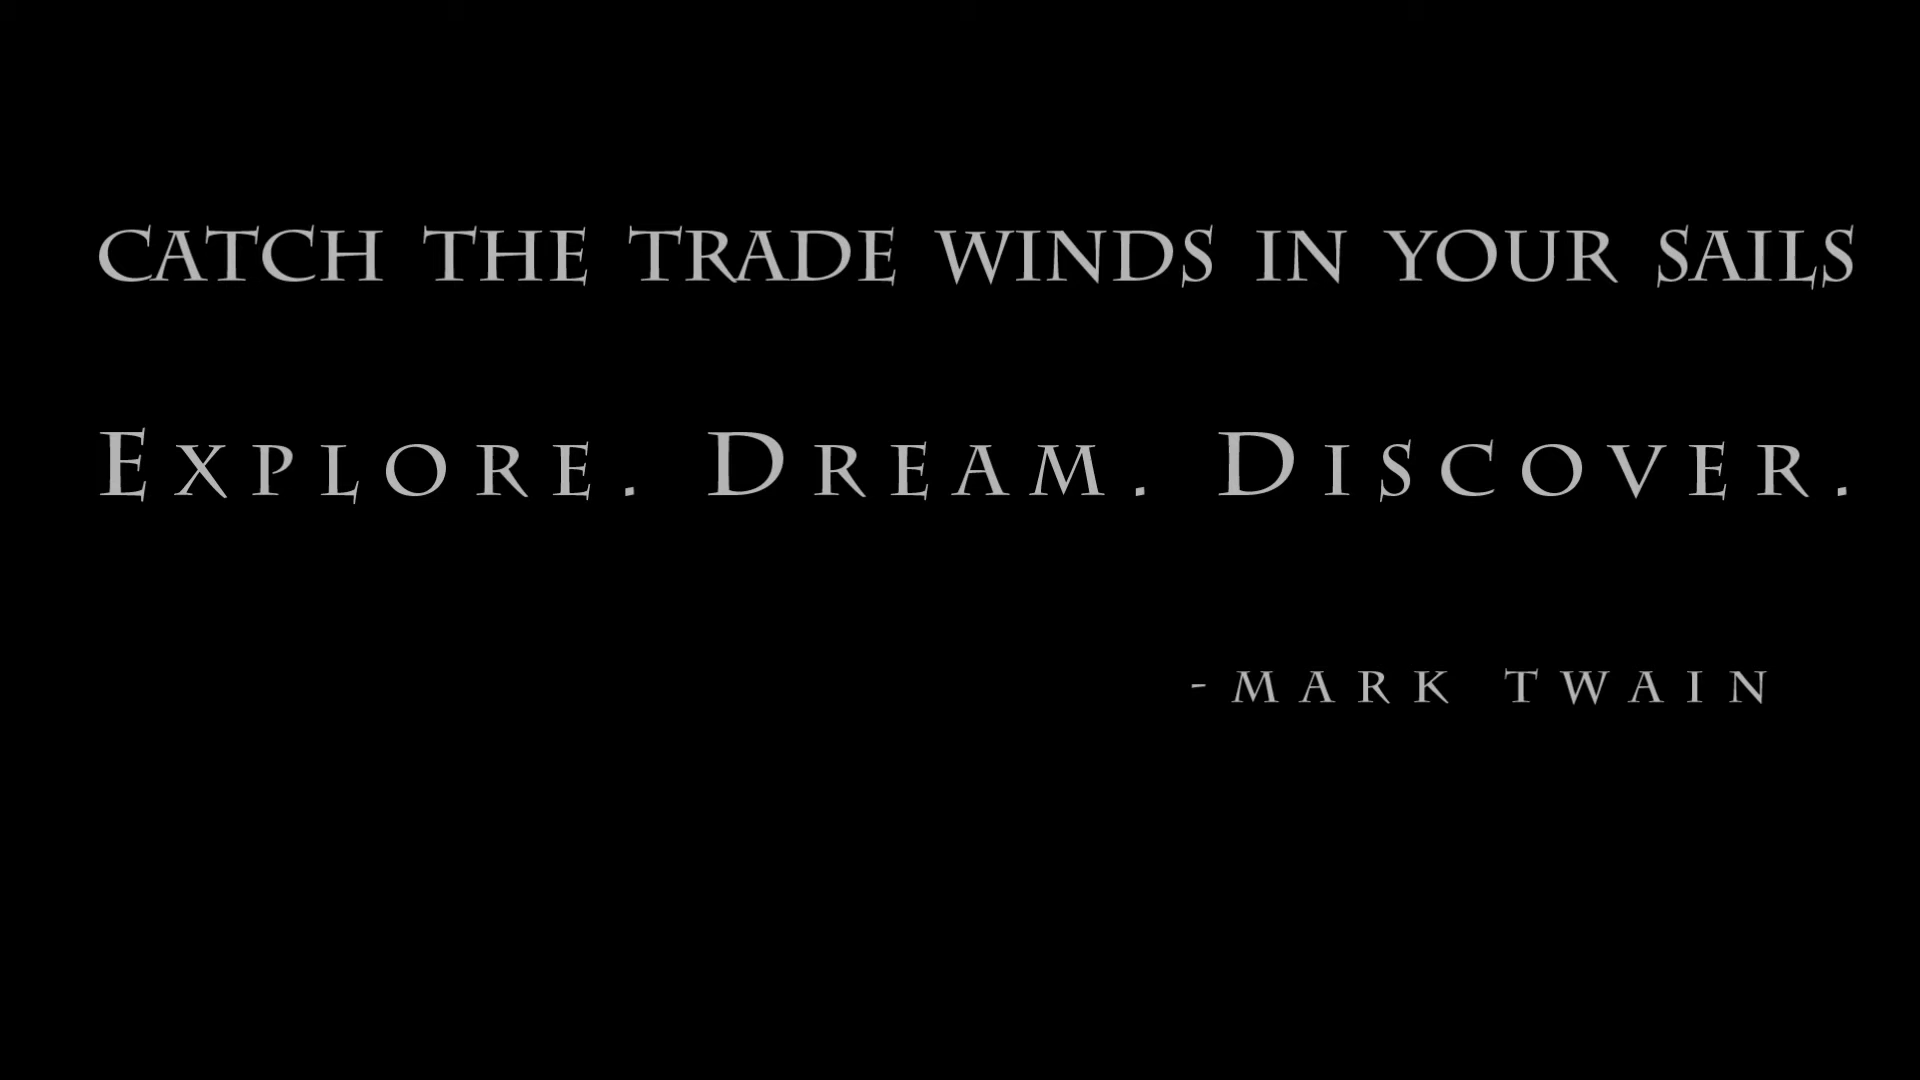 CATCH THE TRADE WINDS IN YOUR SAILS
EXPLORE. DREAM. DISCOVER.
-MARK TWAIN